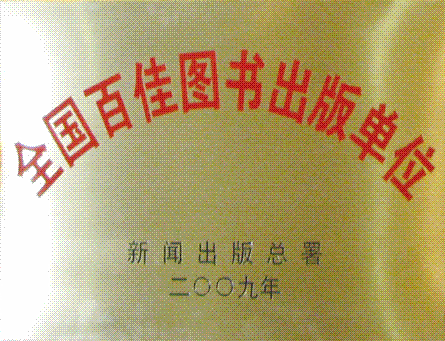 全国百佳图书出版单位
新闻出版总署
二〇〇九年